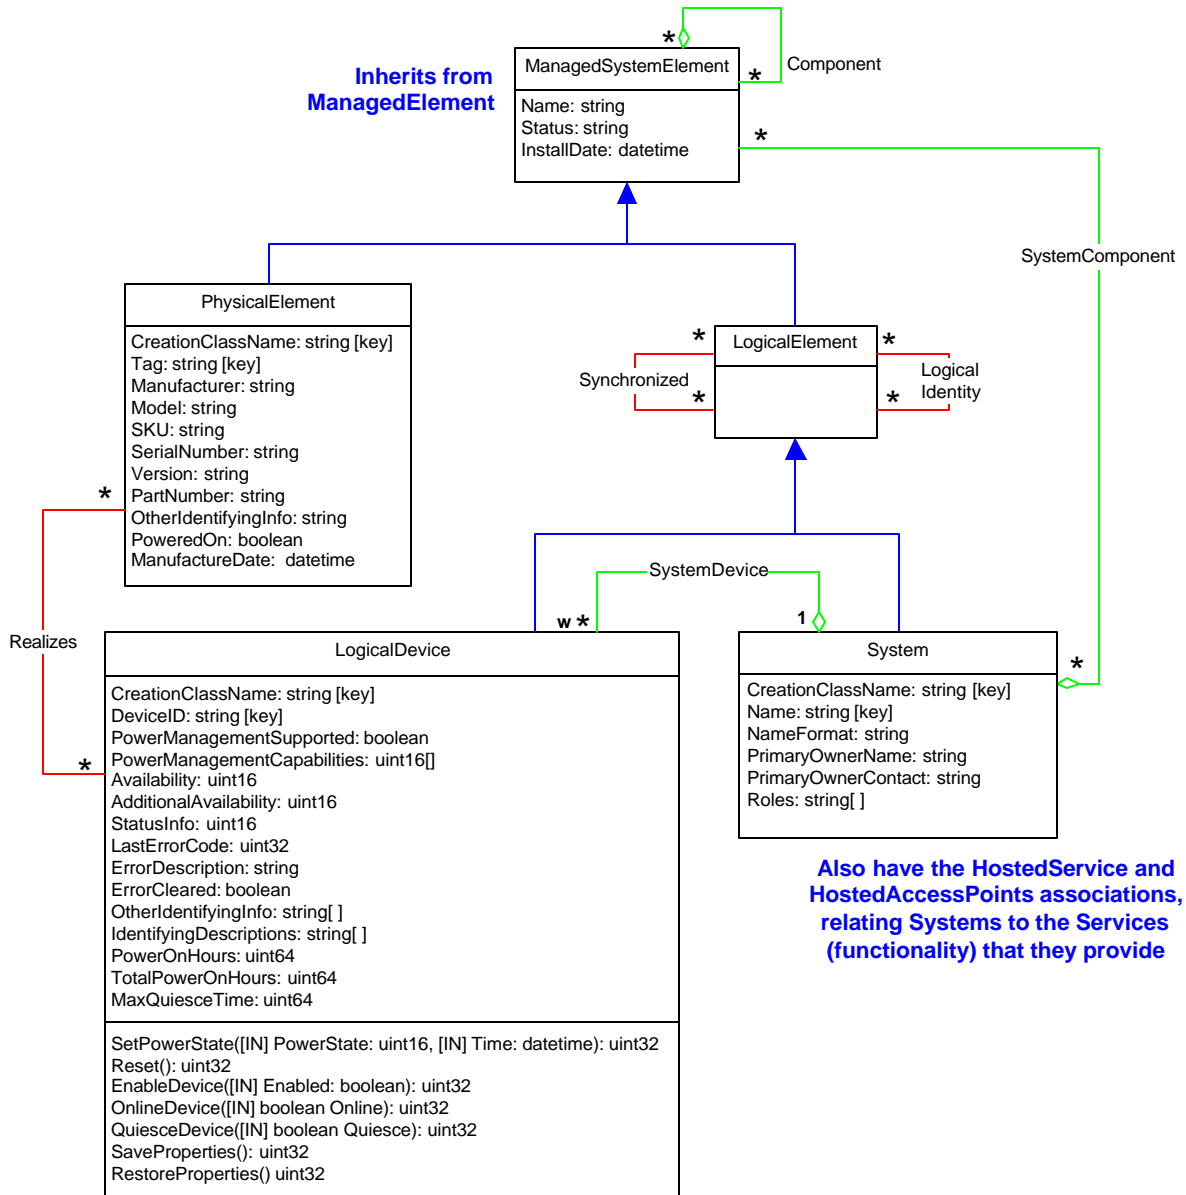 *
ManagedSystemElement
*
Component
Inherits from
ManagedElement
Name: string
Status: string
InstallDate: datetime
*
SystemComponent
PhysicalElement
CreationClassName: string [key]
Tag: string [key]
Manufacturer: string
Model: string
SKU: string
SerialNumber: string
Version: string
PartNumber: string
OtherIdentifyingInfo: string
PoweredOn: boolean
ManufactureDate:  datetime
*
LogicalElement
*
*
Synchronized
*
*
Logical
Identity
Realizes
*
SystemDevice
w *
1
LogicalDevice
CreationClassName: string [key]
DeviceID: string [key]
PowerManagementSupported: boolean
PowerManagementCapabilities: uint16[]
Availability: uint16
AdditionalAvailability: uint16
StatusInfo: uint16
LastErrorCode: uint32
ErrorDescription: string
ErrorCleared: boolean
OtherIdentifyingInfo: string[ ]
IdentifyingDescriptions: string[ ]
PowerOnHours: uint64
TotalPowerOnHours: uint64
MaxQuiesceTime: uint64
SetPowerState([IN] PowerState: uint16, [IN] Time: datetime): uint32
Reset(): uint32
EnableDevice([IN] Enabled: boolean): uint32
OnlineDevice([IN] boolean Online): uint32
QuiesceDevice([IN] boolean Quiesce): uint32
SaveProperties(): uint32
RestoreProperties() uint32
System
*
CreationClassName: string [key]
Name: string [key]
NameFormat: string
PrimaryOwnerName: string
PrimaryOwnerContact: string
Roles: string[ ]
Also have the HostedService and
HostedAccessPoints associations,
relating Systems to the Services
(functionality) that they provide